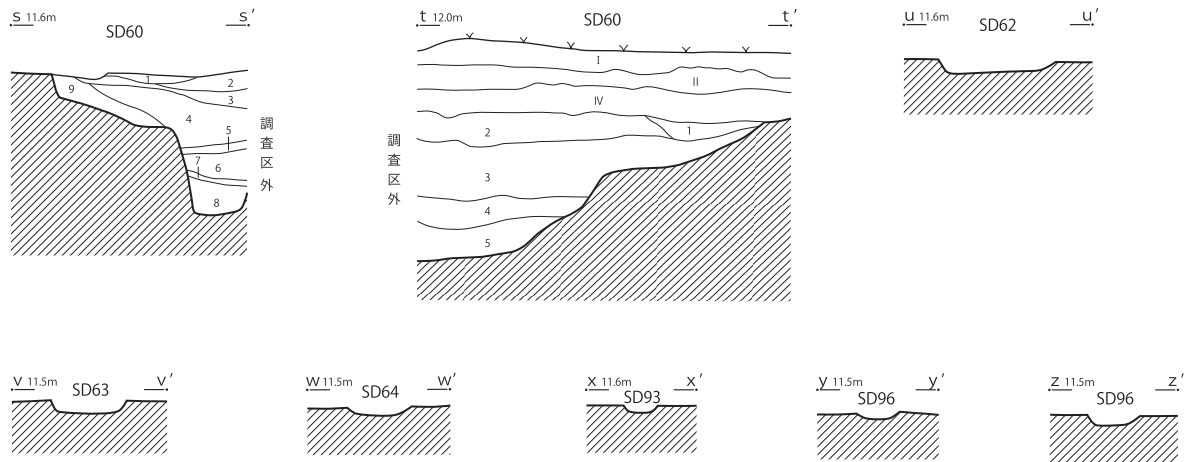 s 11.6m s′
SD60
1
2
3
9
4
5
7
6
8
調査区外
t 12.0m t′
SD60
I
II
IV
1
2
3
4
5
調査区外
u 11.6m u′
SD62
v 11.5m v′
SD63
w 11.5m w′
SD64
x 11.6m x′
SD93
y 11.5m y′
SD96
z 11.5m z′
SD96